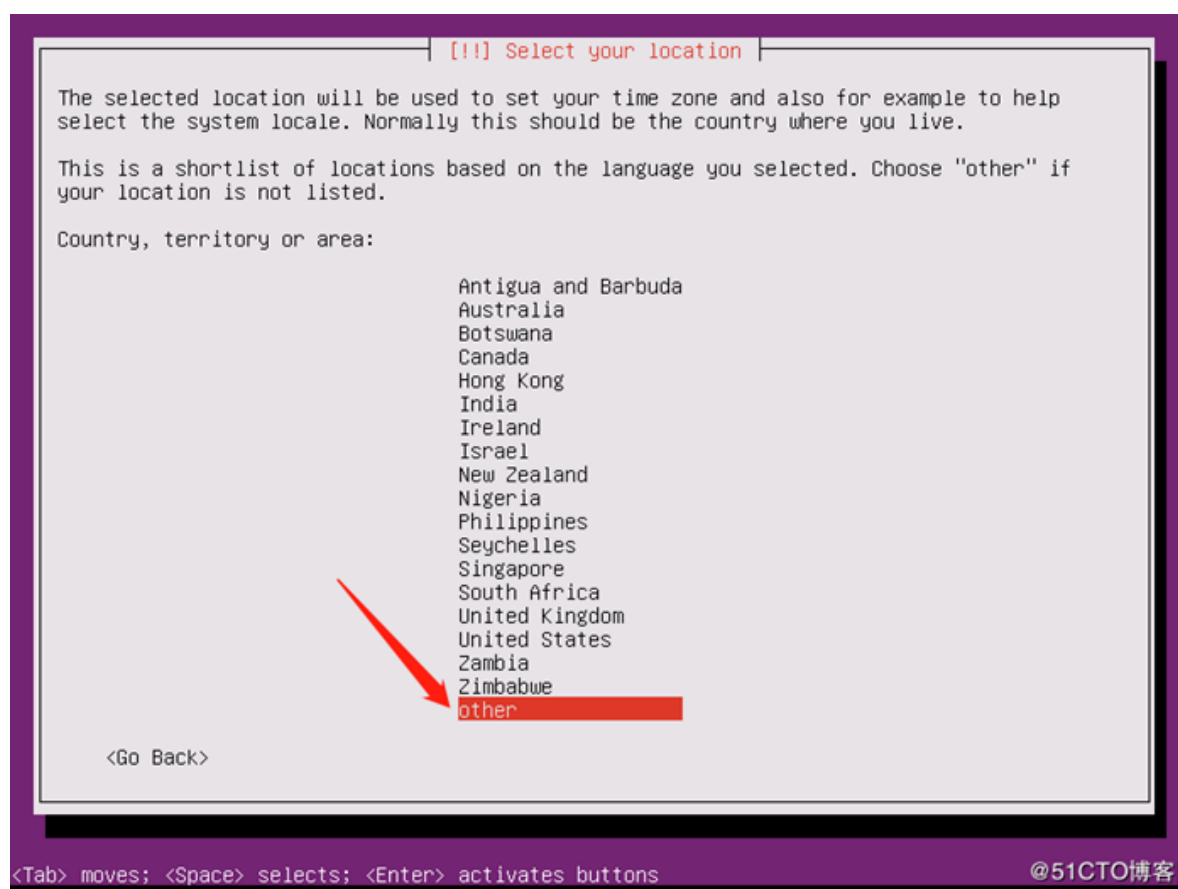 [!!] Select your location
The selected location will be used to set your time zone and also for example to help
select the system locale. Normally this should be the country where you live.
This is a shortlist of locations based on the language you selected. Choose "other" if
your location is not listed.
Country, territory or area:
Antigua and Barbuda
Australia
Botswana
Canada
Hong Kong
India
Ireland
Israel
New Zealand
Nigeria
Philippines
Seychelles
Singapore
South Africa
United Kingdom
United States
Zambia
Zimbabwe
other
<Go Back>
<Tab> moves; <Space> selects; <Enter> activates buttons
@51CTO博客